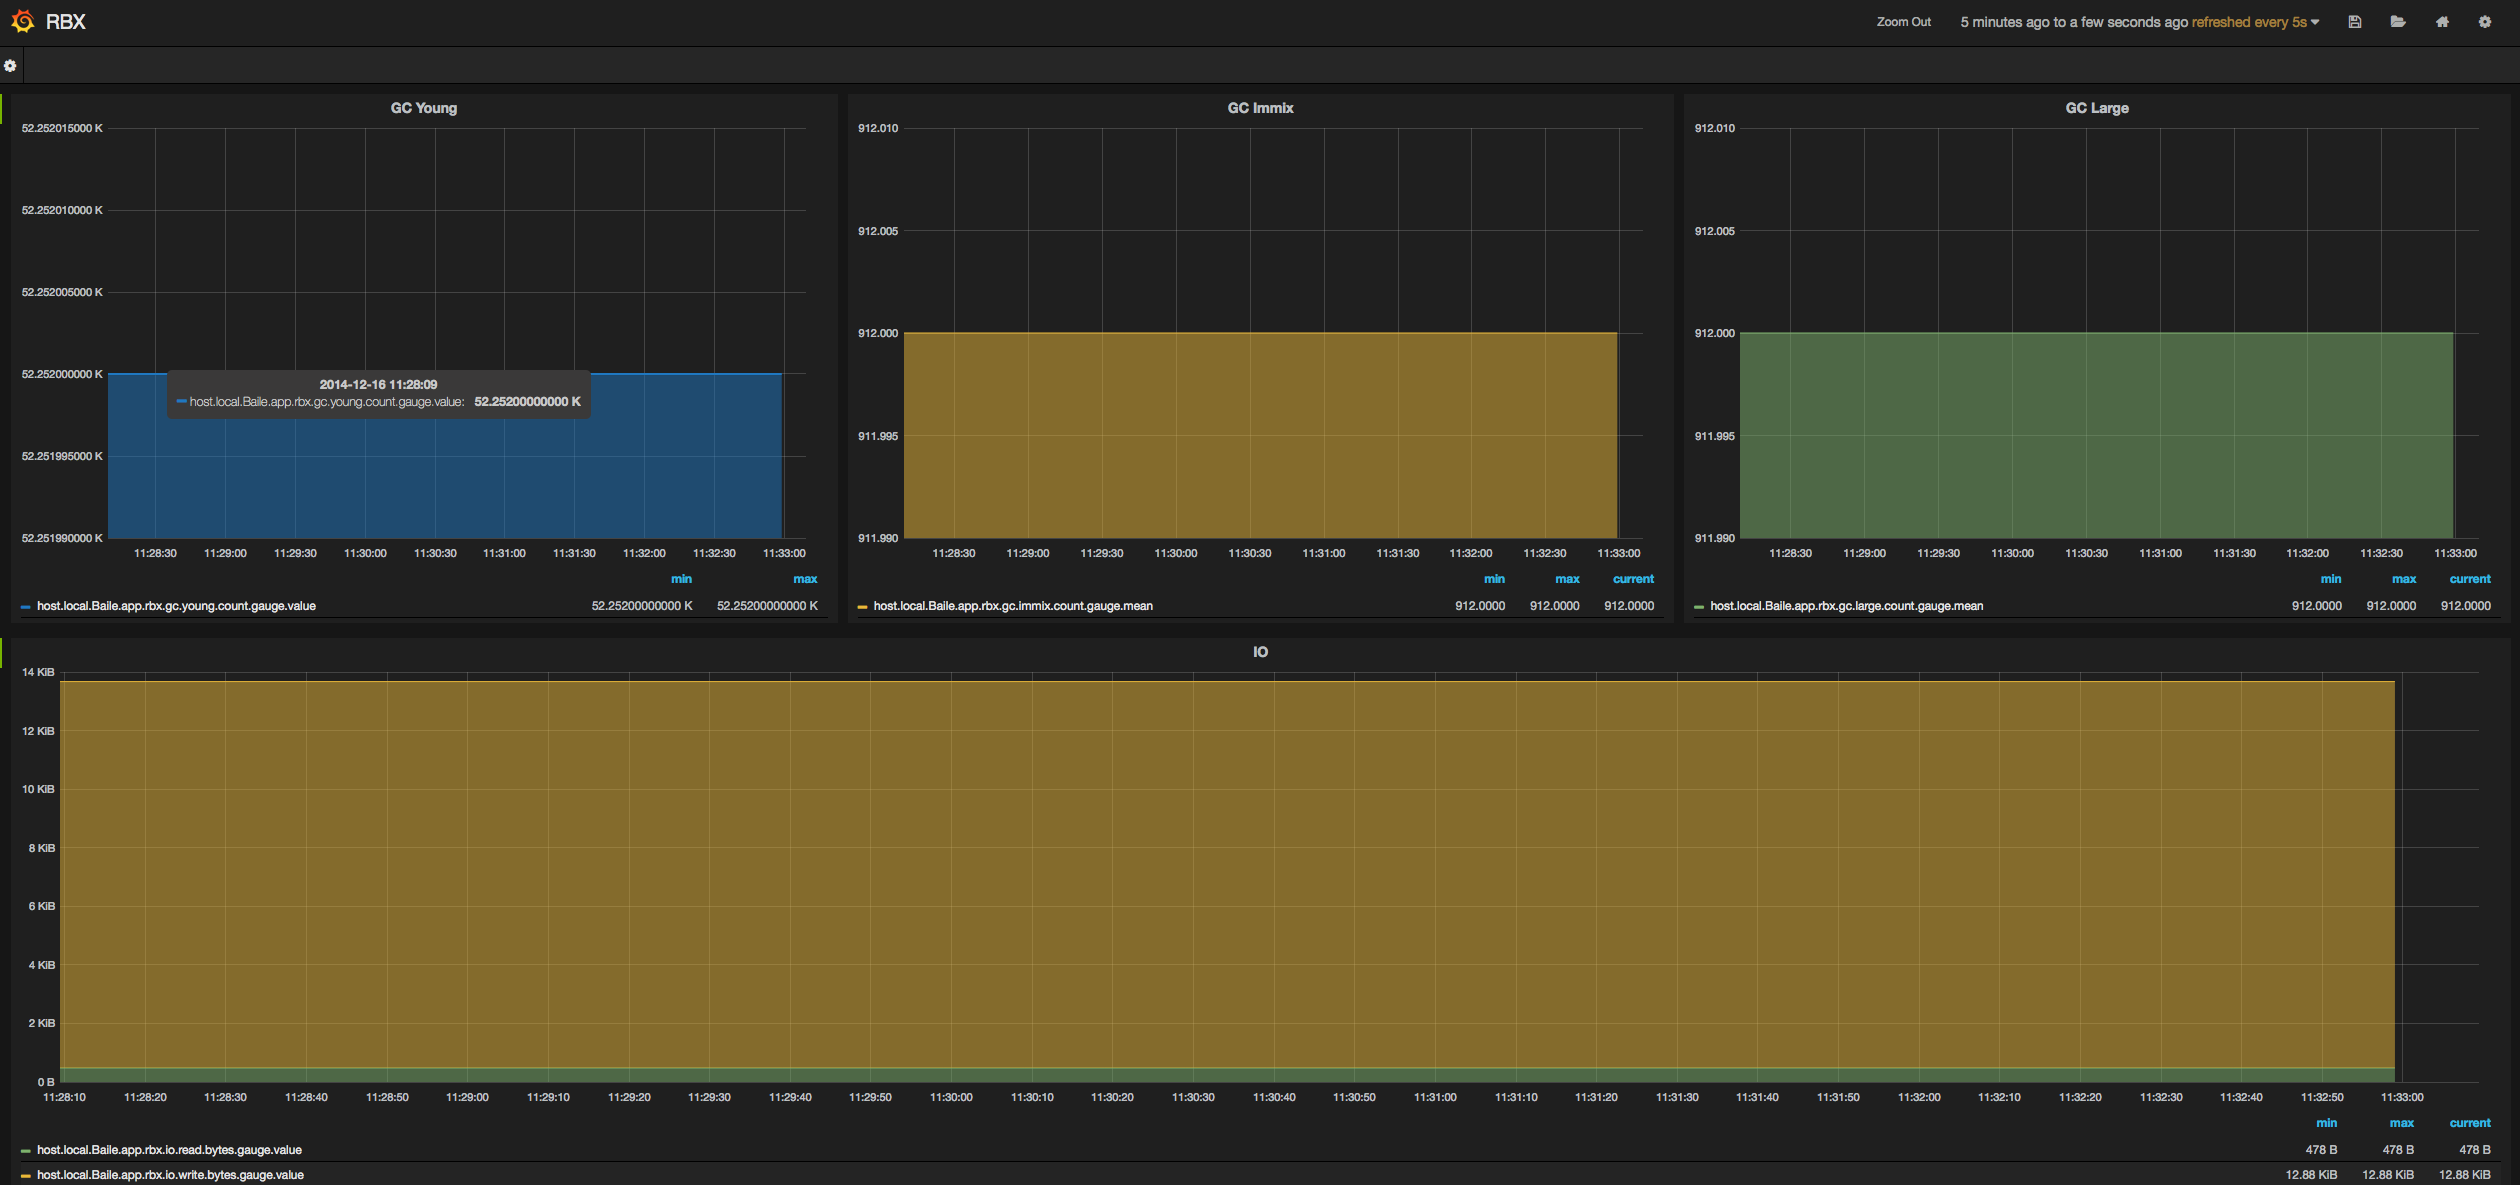 RBX
Zoom Out 5 minutes ago to a few seconds ago refreshed every 5s
GC Young
52.252015000 K
52.252010000 K
52.252005000 K
52.252000000 K
52.251995000 K
52.251990000 K
2014-12-16 11:28:09
host.local.Baile.app.rbx.gc.young.count.gauge.value: 52.25200000000 K
11:28:30 11:29:00 11:29:30 11:30:00 11:30:30 11:31:00 11:31:30 11:32:00 11:32:30 11:33:00
min max
host.local.Baile.app.rbx.gc.young.count.gauge.value 52.25200000000 K 52.25200000000 K
GC Immix
912.010
912.005
912.000
911.995
911.990
11:28:30 11:29:00 11:29:30 11:30:00 11:30:30 11:31:00 11:31:30 11:32:00 11:32:30 11:33:00
min max current
host.local.Baile.app.rbx.gc.immix.count.gauge.mean 912.0000 912.0000 912.0000
GC Large
912.010
912.005
912.000
911.995
911.990
11:28:30 11:29:00 11:29:30 11:30:00 11:30:30 11:31:00 11:31:30 11:32:00 11:32:30 11:33:00
min max current
host.local.Baile.app.rbx.gc.large.count.gauge.mean 912.0000 912.0000 912.0000
IO
14 KiB
12 KiB
10 KiB
8 KiB
6 KiB
4 KiB
2 KiB
0 B
11:28:10 11:28:20 11:28:30 11:28:40 11:28:50 11:29:00 11:29:10 11:29:20 11:29:30 11:29:40 11:29:50 11:30:00 11:30:10 11:30:20 11:30:30 11:30:40 11:30:50 11:31:00 11:31:10 11:31:20 11:31:30 11:31:40 11:31:50 11:32:00 11:32:10 11:32:20 11:32:30 11:32:40 11:32:50 11:33:00
min max current
host.local.Baile.app.rbx.io.read.bytes.gauge.value 478 B 478 B 478 B
host.local.Baile.app.rbx.io.write.bytes.gauge.value 12.88 KiB 12.88 KiB 12.88 KiB